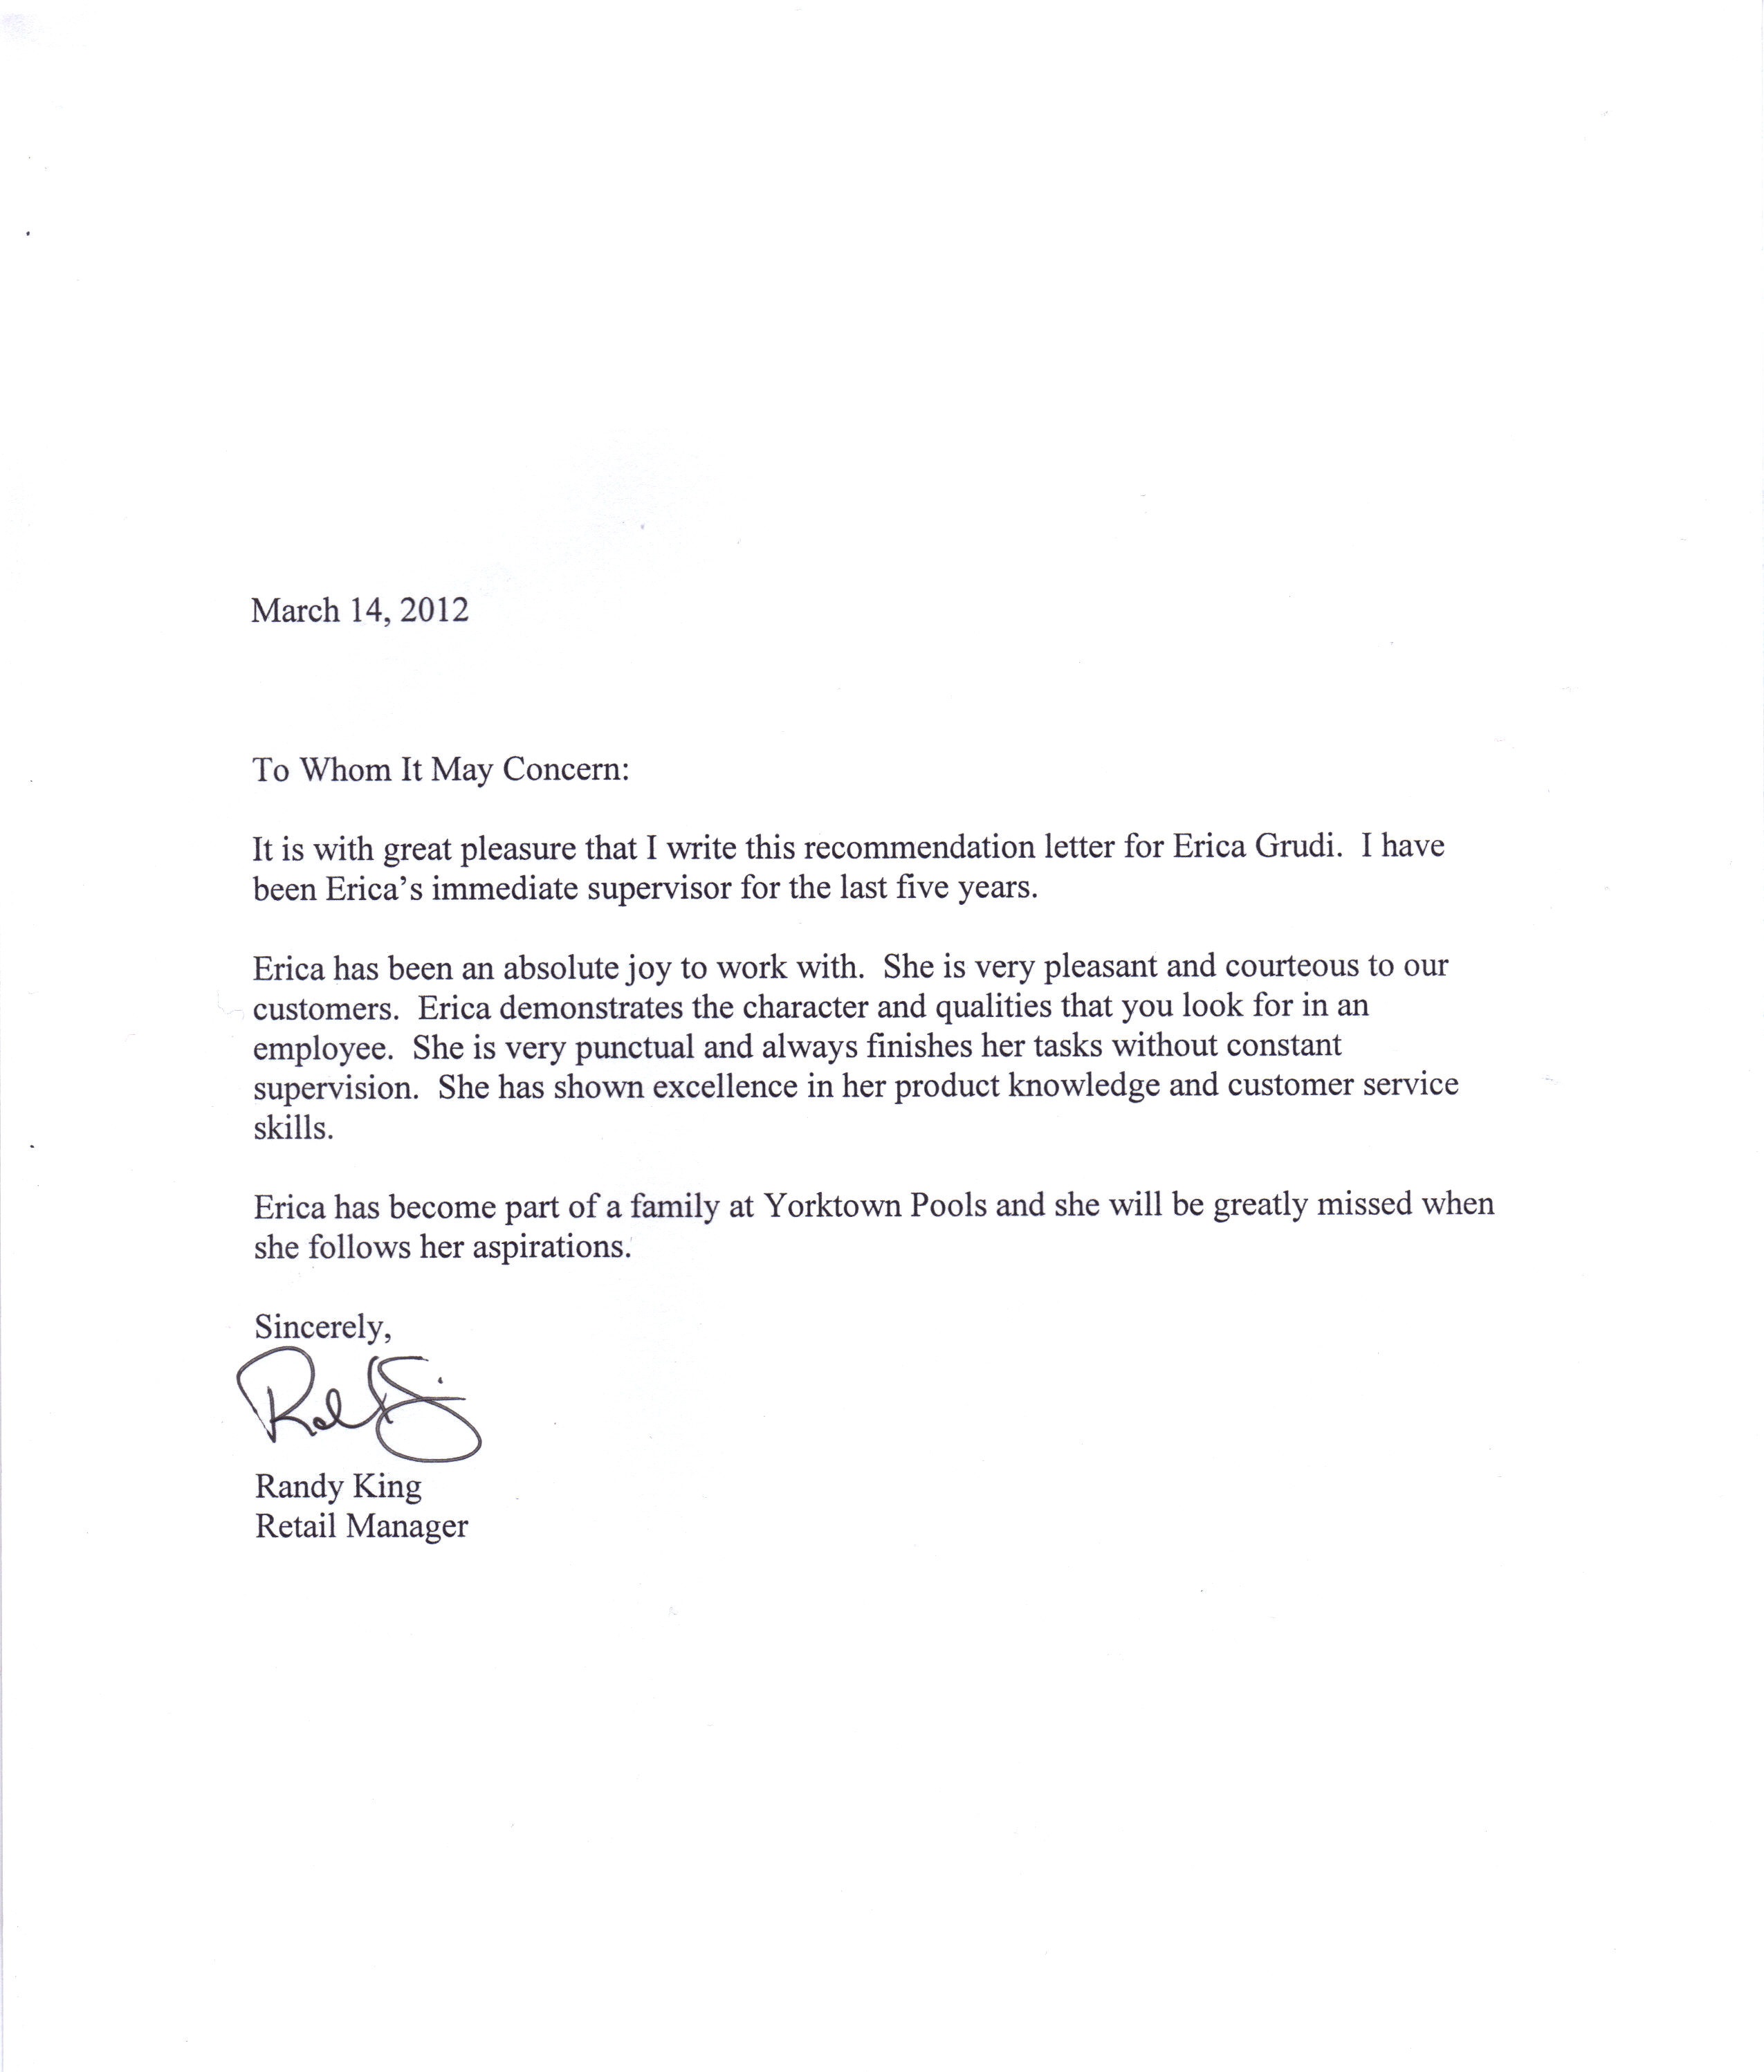 March 14, 2012
To Whom It May Concern:
It is with great pleasure that I write this recommendation letter for Erica Grudi.  I have
been Erica’s immediate supervisor for the last five years.
Erica has been an absolute joy to work with.  She is very pleasant and courteous to our
customers.  Erica demonstrates the character and qualities that you look for in an
employee.  She is very punctual and always finishes her tasks without constant
supervision.  She has shown excellence in her product knowledge and customer service
skills.
Erica has become part of a family at Yorktown Pools and she will be greatly missed when
she follows her aspirations.
Sincerely,
Randy King
Retail Manager